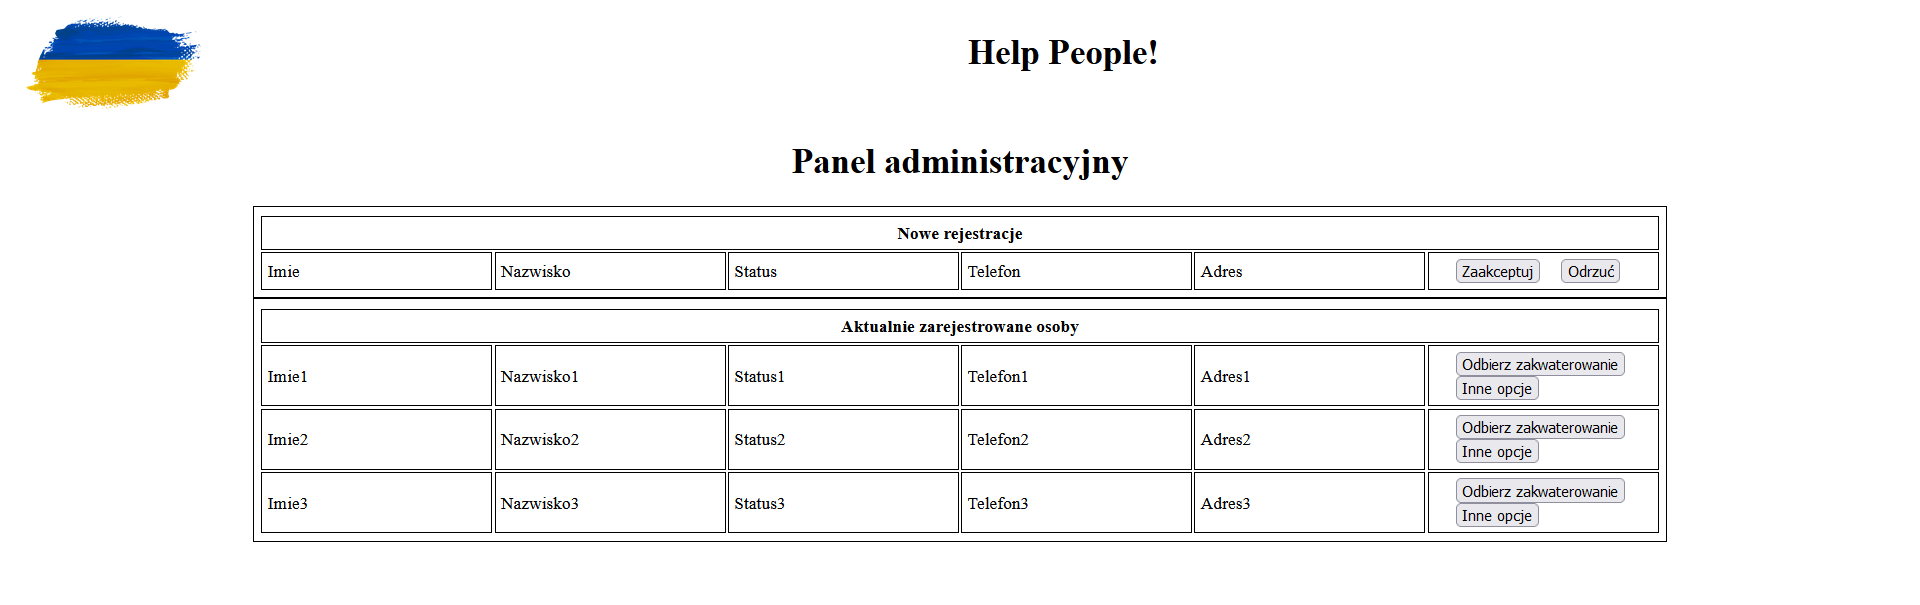 Help People!
Panel administracyjny
Nowe rejestracje
Imie Nazwisko Status Telefon Adres Zaakceptuj Odrzuć
Aktualnie zarejestrowane osoby
Imie1 Nazwisko1 Status1 Telefon1 Adres1 Odbierz zakwaterowanie
Inne opcje
Imie2 Nazwisko2 Status2 Telefon2 Adres2 Odbierz zakwaterowanie
Inne opcje
Imie3 Nazwisko3 Status3 Telefon3 Adres3 Odbierz zakwaterowanie
Inne opcje